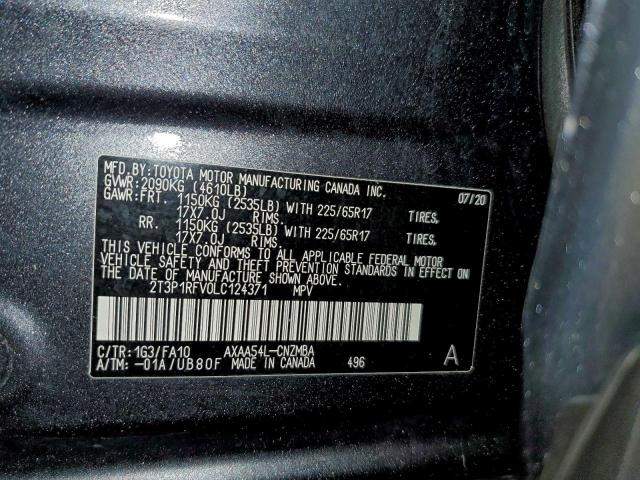 MFD.BY:TOYOTA MOTOR MANUFACTURING CANADA INC. 07/20
GVWR:2090KG (4610LB)
GAWR:FRT. 1150KG (2535LB) WITH 225/65R17 TIRES,
17X7.0J RIMS.
RR. 1150KG (2535LB) WITH 225/65R17 TIRES,
17X7.0J RIMS.
THIS VEHICLE CONFORMS TO ALL APPLICABLE FEDERAL MOTOR
VEHICLE SAFETY AND THEFT PREVENTION STANDARDS IN
EFFECT ON THE DATE OF MANUFACTURE SHOWN ABOVE.
2T3P1RFV0LC124371 MPV
C/TR:1G3/FA10 AXAA54L-CNZMBA
A/TM:-01A/UB80F MADE IN CANADA 496 A